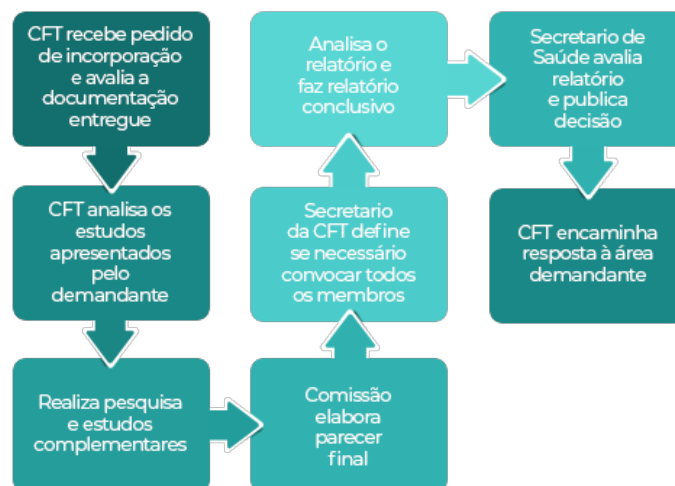 CFT recebe pedido
de incorporação
e avalia a
documentação
entregue
CFT analisa os
estudos
apresentados
pelo
demandante
Realiza pesquisa
e estudos
complementares
Comissão
elabora
parecer
final
Secretario
da CFT define
se necessário
convocar todos
os membros
Analisa o
relatório e
faz relatório
conclusivo
Secretario de
Saúde avalia
relatório
e publica
decisão
CFT encaminha
resposta à área
demandante